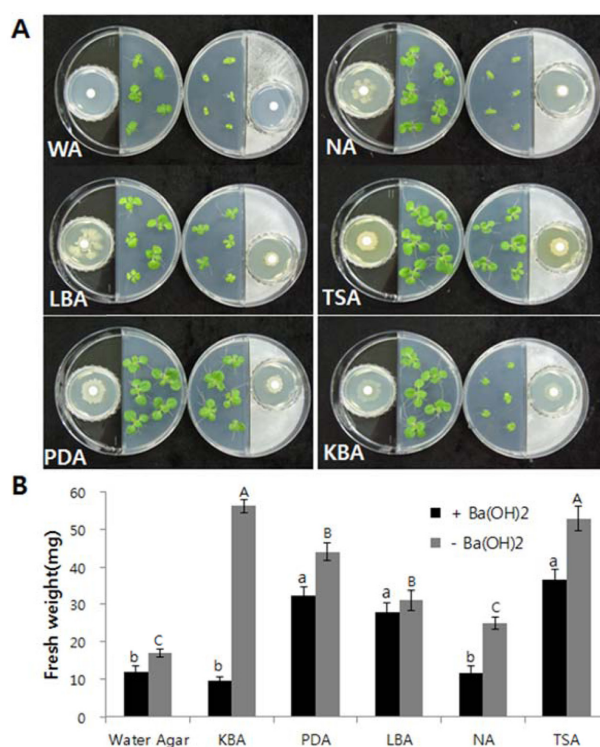 A
WA
NA
LBA
TSA
PDA
KBA
B
Fresh weight(mg)
60
50
40
30
20
10
0
+ Ba(OH)2
- Ba(OH)2
b C b A a B a B b C a A
Water Agar KBA PDA LBA NA TSA